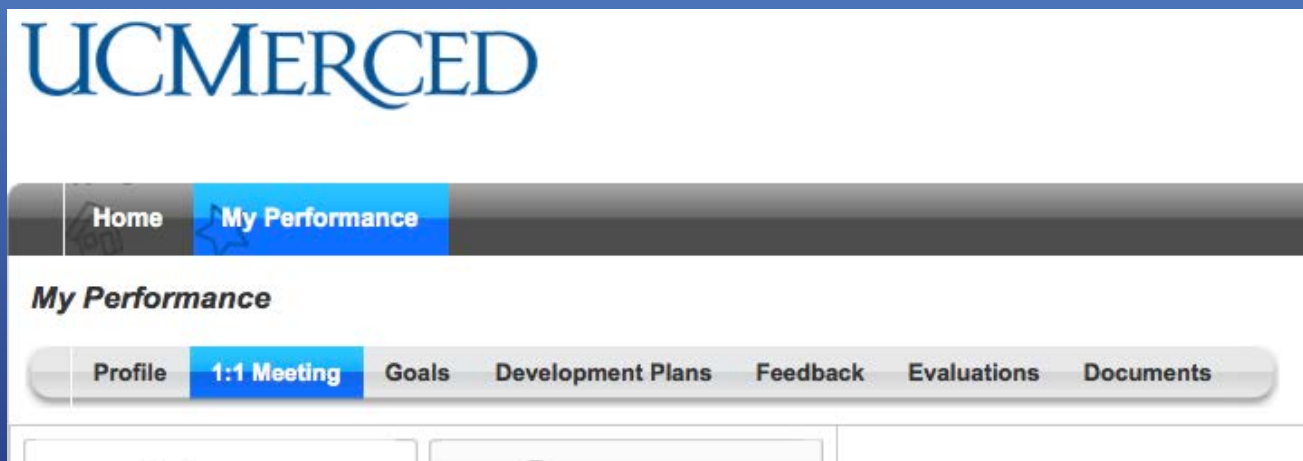 UCMERCED
Home My Performance
My Performance
Profile 1:1 Meeting Goals Development Plans Feedback Evaluations Documents